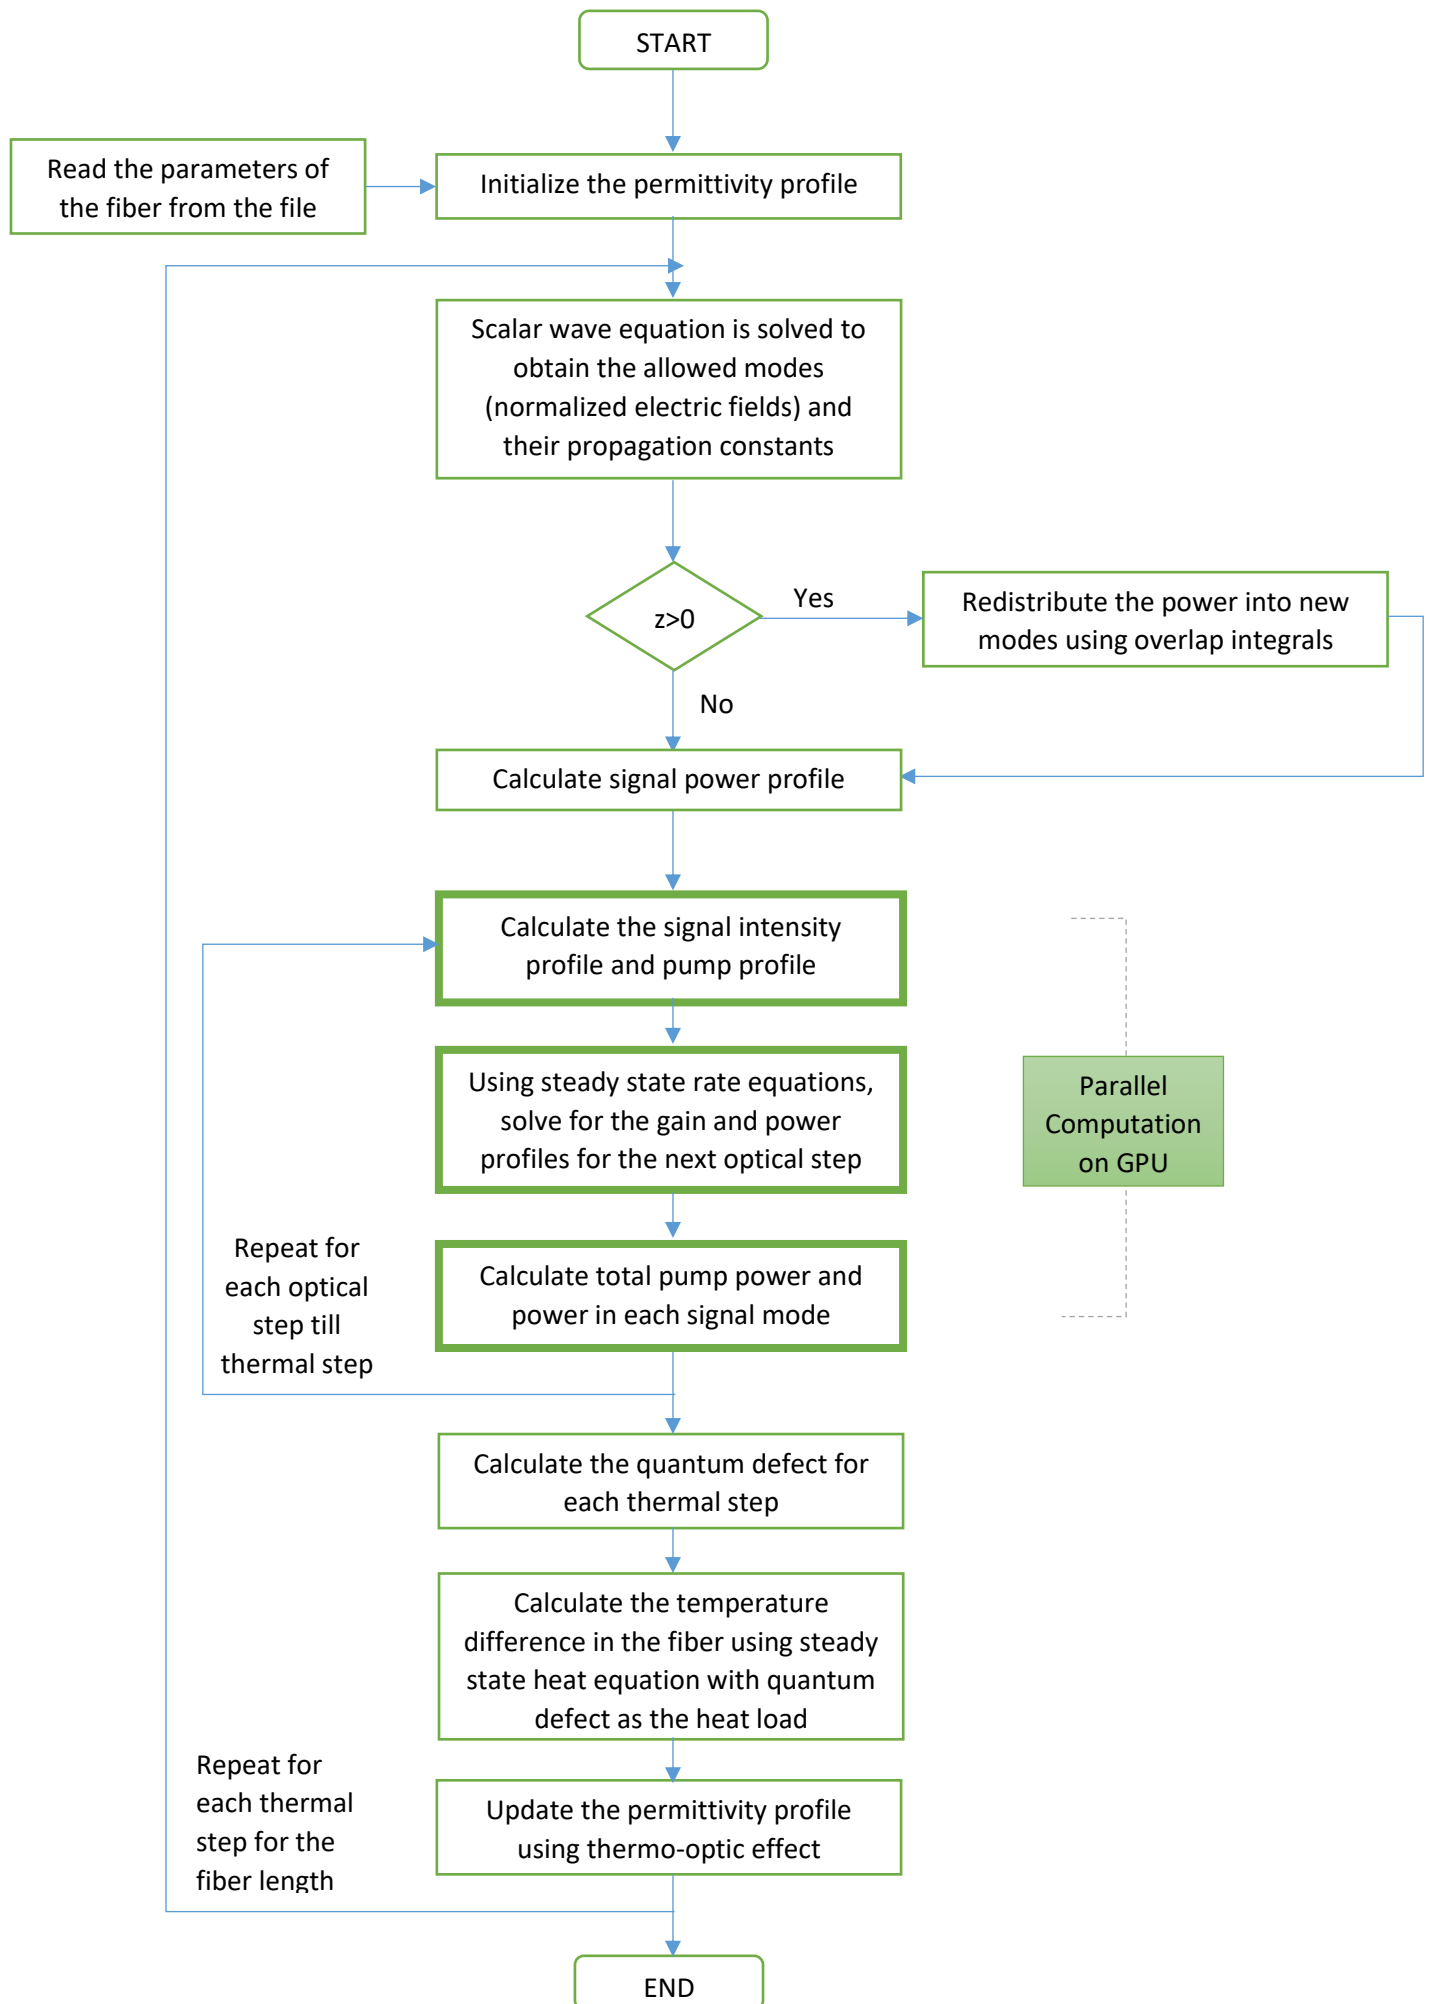 START
Read the parameters of
the fiber from the file
Initialize the permittivity profile
Scalar wave equation is solved to
obtain the allowed modes
(normalized electric fields) and
their propagation constants
z>0
Yes
Redistribute the power into new
modes using overlap integrals
No
Calculate signal power profile
Calculate the signal intensity
profile and pump profile
Using steady state rate equations,
solve for the gain and power
profiles for the next optical step
Parallel
Computation
on GPU
Calculate total pump power and
power in each signal mode
Repeat for
each optical
step till
thermal step
Calculate the quantum defect for
each thermal step
Calculate the temperature
difference in the fiber using steady
state heat equation with quantum
defect as the heat load
Repeat for
each thermal
step for the
fiber length
Update the permittivity profile
using thermo-optic effect
END